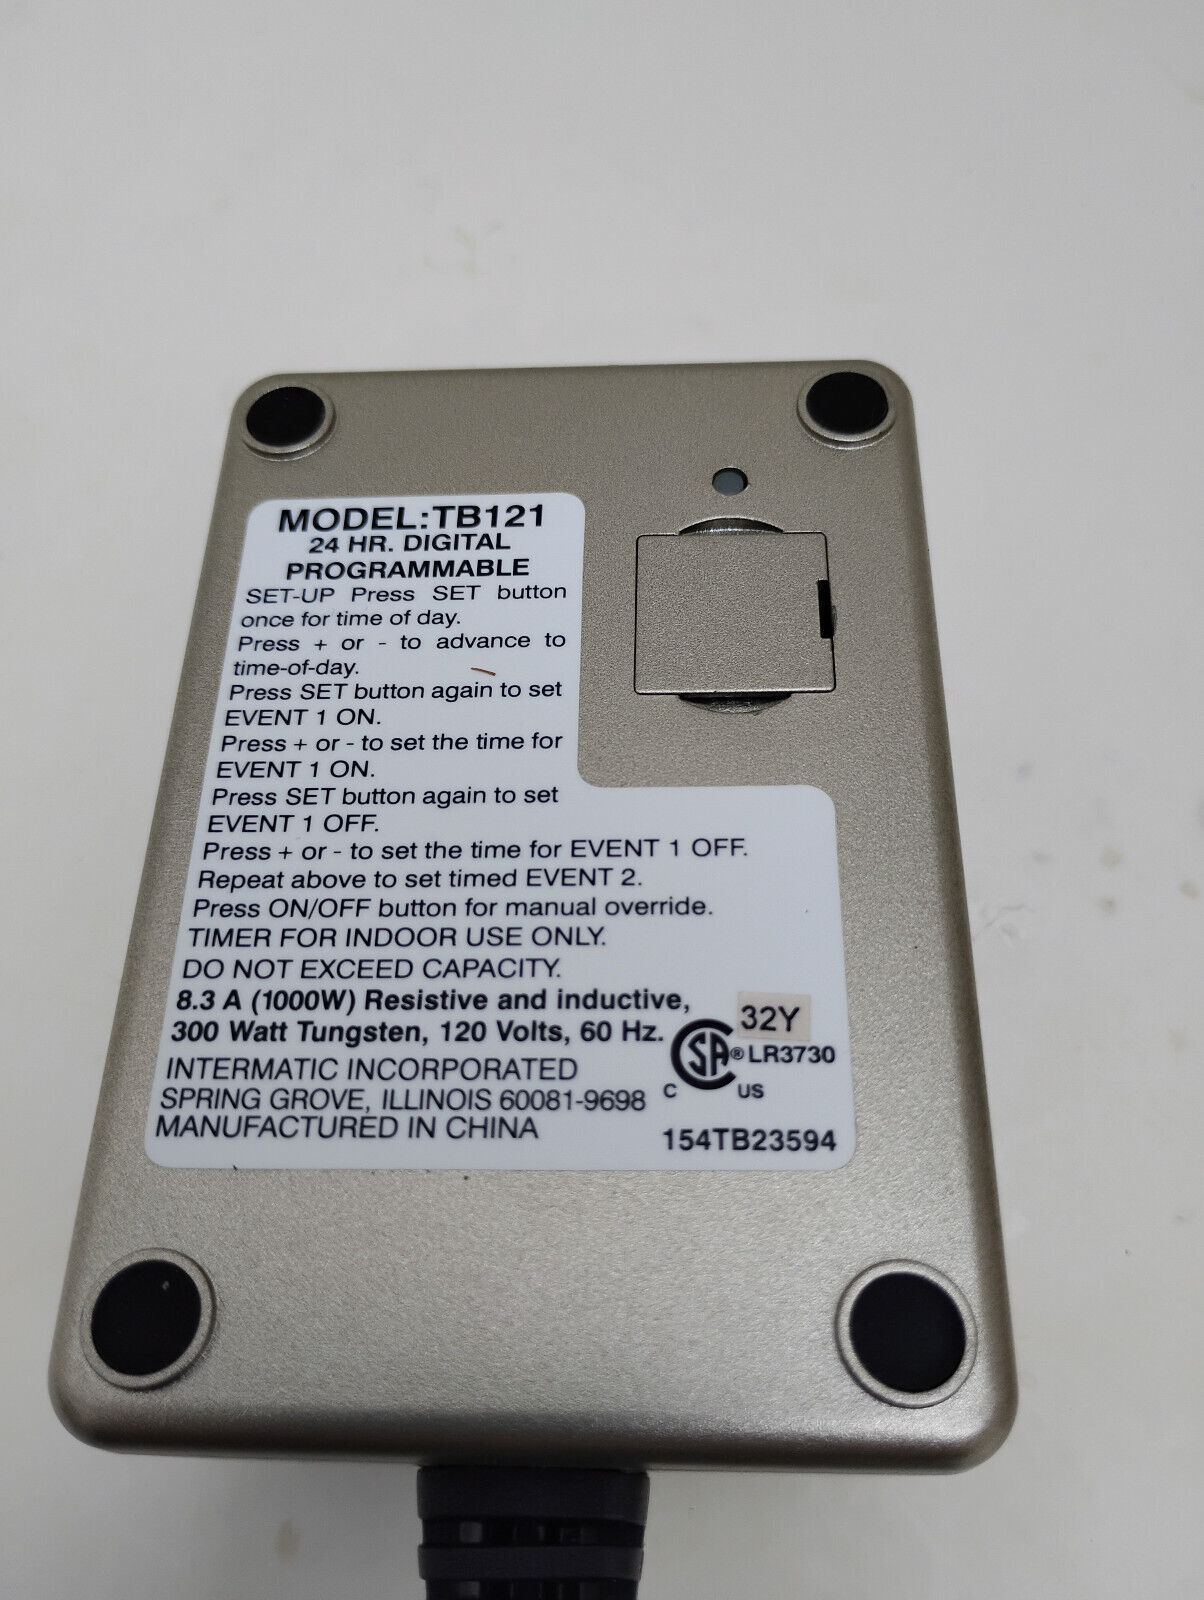 MODEL:TB121
24 HR. DIGITAL
PROGRAMMABLE
SET-UP Press SET button
once for time of day.
Press + or - to advance to
time-of-day.
Press SET button again to set
EVENT 1 ON.
Press + or - to set the time for
EVENT 1 ON.
Press SET button again to set
EVENT 1 OFF.
Press + or - to set the time for EVENT 1 OFF.
Repeat above to set timed EVENT 2.
Press ON/OFF button for manual override.
TIMER FOR INDOOR USE ONLY.
DO NOT EXCEED CAPACITY.
8.3 A (1000W) Resistive and inductive,
300 Watt Tungsten, 120 Volts, 60 Hz.
32Y
SA ® LR3730
C US
INTERMATIC INCORPORATED
SPRING GROVE, ILLINOIS 60081-9698
MANUFACTURED IN CHINA
154TB23594